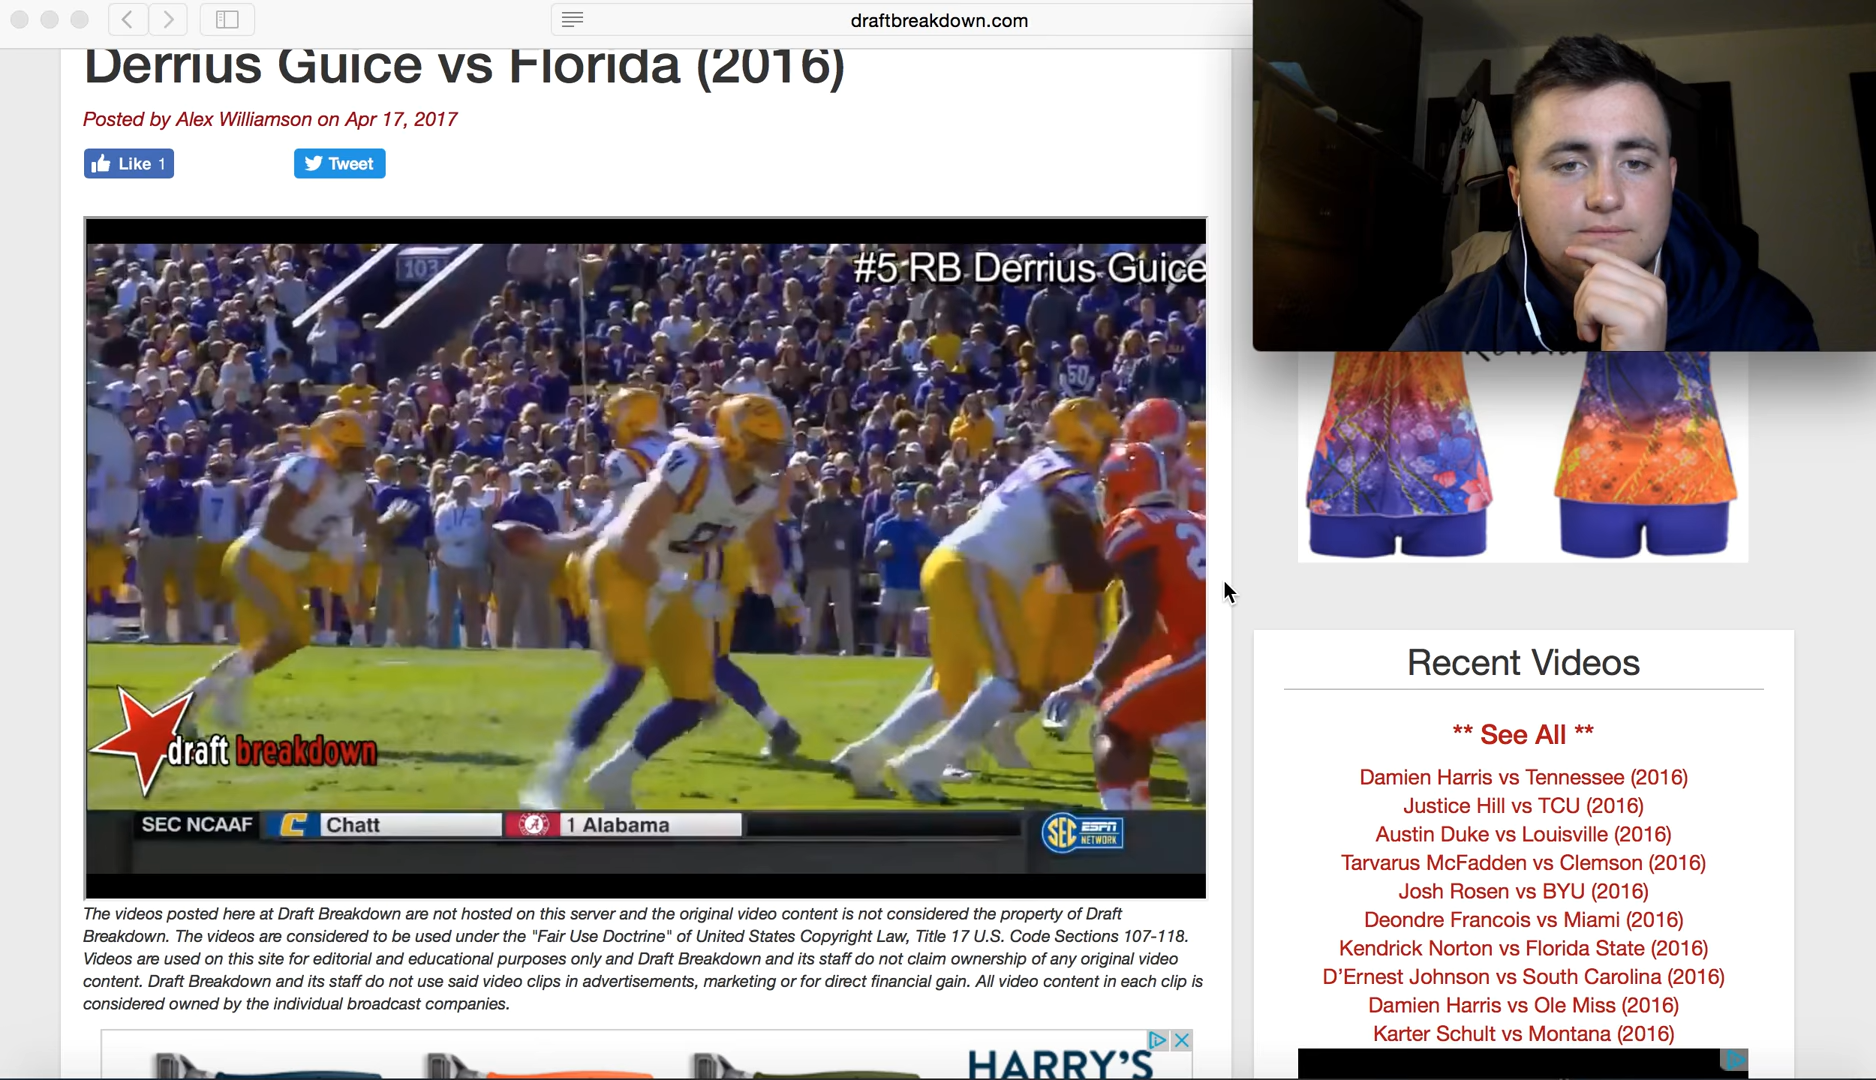 draftbreakdown.com
Derrius Guice vs Florida (2016)
Posted by Alex Williamson on Apr 17, 2017
Like 1
Tweet
103
#5 RB Derrius Guice
50
7
draft breakdown
SEC NCAAF
C Chatt
1 Alabama
SEC ESPN
NETWORK
The videos posted here at Draft Breakdown are not hosted on this server and the original video content is not considered the property of Draft
Breakdown. The videos are considered to be used under the "Fair Use Doctrine" of United States Copyright Law, Title 17 U.S. Code Sections 107-118.
Videos are used on this site for editorial and educational purposes only and Draft Breakdown and its staff do not claim ownership of any original video
content. Draft Breakdown and its staff do not use said video clips in advertisements, marketing or for direct financial gain. All video content in each clip is
considered owned by the individual broadcast companies.
HARRY'S
Recent Videos
** See All **
Damien Harris vs Tennessee (2016)
Justice Hill vs TCU (2016)
Austin Duke vs Louisville (2016)
Tarvarus McFadden vs Clemson (2016)
Josh Rosen vs BYU (2016)
Deondre Francois vs Miami (2016)
Kendrick Norton vs Florida State (2016)
D'Ernest Johnson vs South Carolina (2016)
Damien Harris vs Ole Miss (2016)
Karter Schult vs Montana (2016)